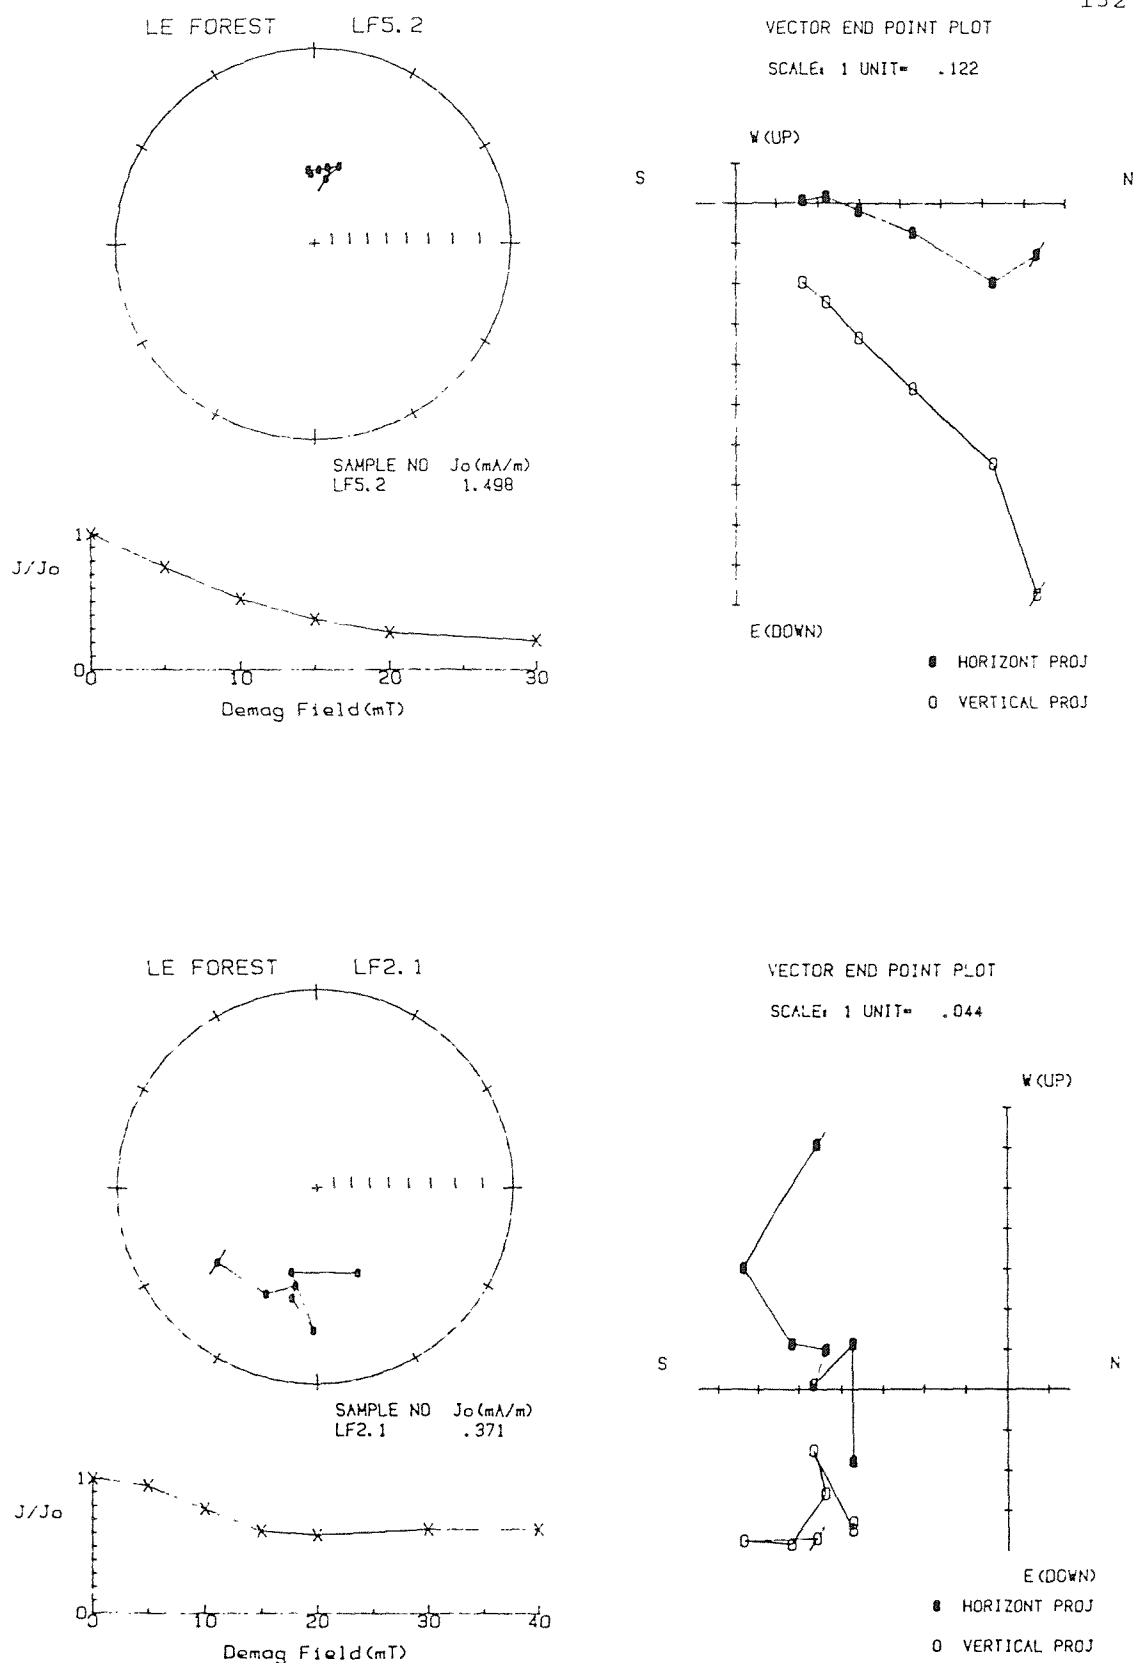 132
LE FOREST LF5.2
VECTOR END POINT PLOT
SCALE: 1 UNIT= .122
W(UP)
S
N
E(DOWN)
HORIZONT PROJ
VERTICAL PROJ
SAMPLE NO Jo(mA/m)
LF5.2 1.498
1
J/Jo
0
0 10 20 30
Demag Field(mT)
LE FOREST LF2.1
VECTOR END POINT PLOT
SCALE: 1 UNIT= .044
W(UP)
S
N
E(DOWN)
HORIZONT PROJ
VERTICAL PROJ
SAMPLE NO Jo(mA/m)
LF2.1 .371
1
J/Jo
0
0 10 20 30 40
Demag Field(mT)